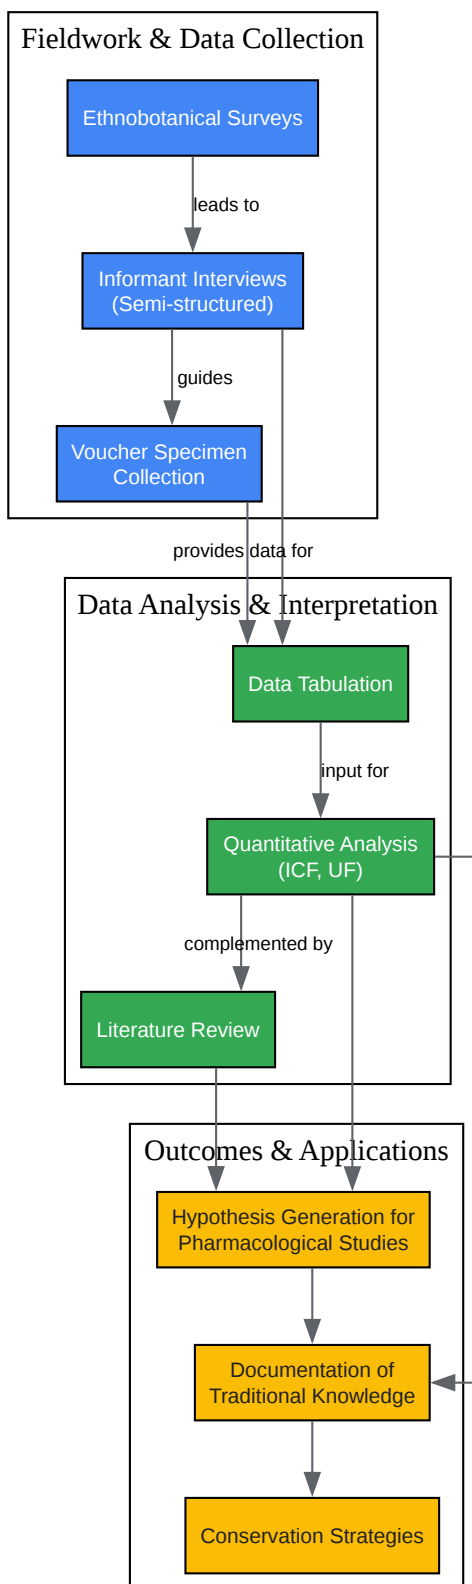 Fieldwork & Data Collection
Ethnobotanical Surveys
leads to
Informant Interviews
(Semi-structured)
guides
Voucher Specimen
Collection
provides data for
Data Analysis & Interpretation
Data Tabulation
input for
Quantitative Analysis
(ICF, UF)
complemented by
Literature Review
Outcomes & Applications
Hypothesis Generation for
Pharmacological Studies
Documentation of
Traditional Knowledge
Conservation Strategies